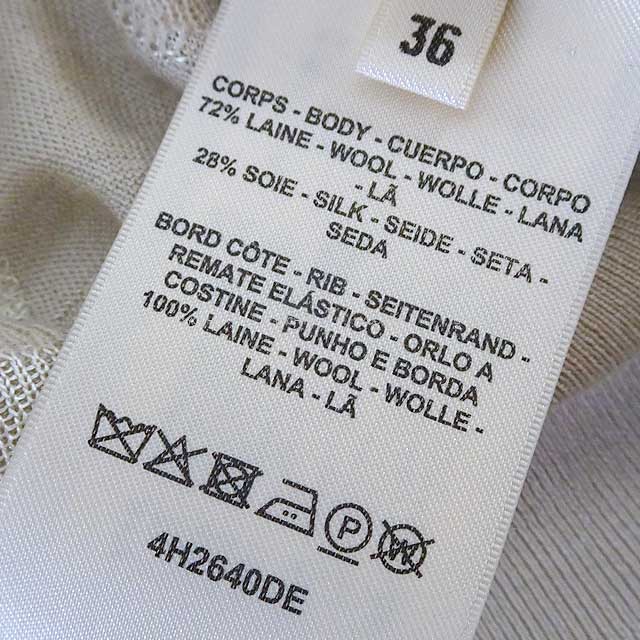 36
CORPS - BODY - CUERPO - CORPO
72% LAINE - WOOL - WOLLE - LANA
- LÃ
28% SOIE - SILK - SEIDE - SETA -
SEDA
BORD CÔTE - RIB - SEITENRAND -
REMATE ELÁSTICO - ORLO A
COSTINE - PUNHO E BORDA
100% LAINE - WOOL - WOLLE -
LANA - LÃ
P W
4H2640DE